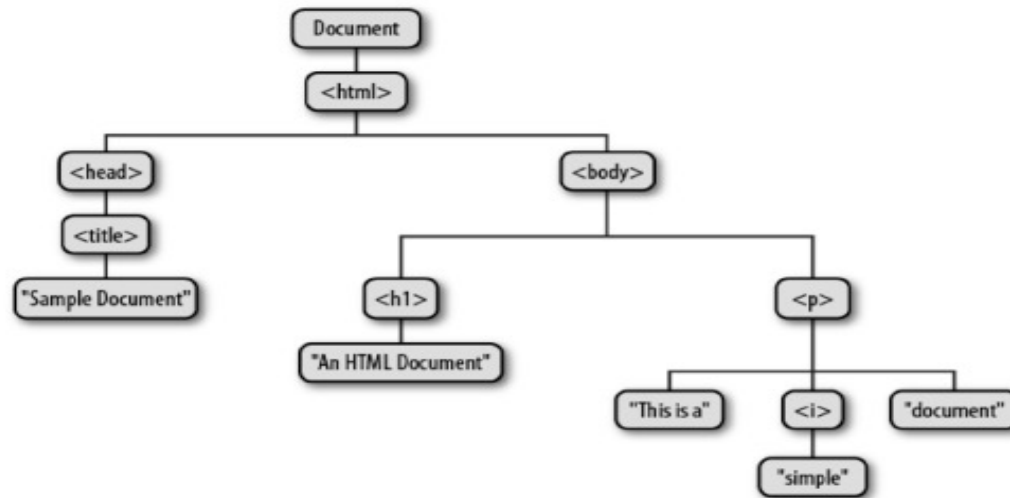 Document
<html>
<head>
<body>
<title>
"Sample Document"
<h1>
<p>
"An HTML Document"
"This is a"
<i>
"document"
"simple"